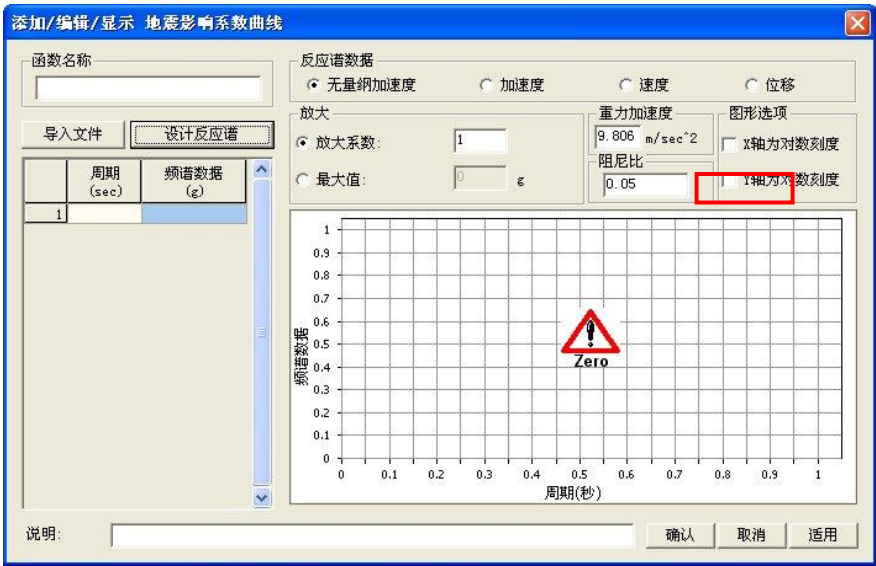 添加/编辑/显示 地震影响系数曲线
函数名称
导入文件
设计反应谱
周期
(sec)
频谱数据
(g)
1
反应谱数据
无量纲加速度
加速度
速度
位移
放大
放大系数:
1
最大值:
0
g
重力加速度
9.806 m/sec^2
阻尼比
0.05
图形选项
X轴为对数刻度
Y轴为对数刻度
1
0.9
0.8
0.7
0.6
0.5
0.4
0.3
0.2
0.1
0
频谱数据
Zero
0 0.1 0.2 0.3 0.4 0.5 0.6 0.7 0.8 0.9 1
周期(秒)
说明:
确认
取消
适用